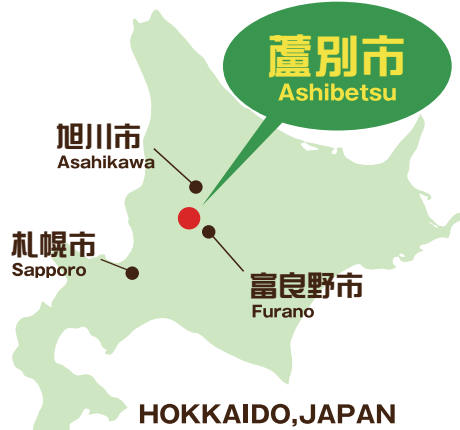 蘆別市
Ashibetsu
旭川市
Asahikawa
札幌市
Sapporo
富良野市
Furano
HOKKAIDO,JAPAN